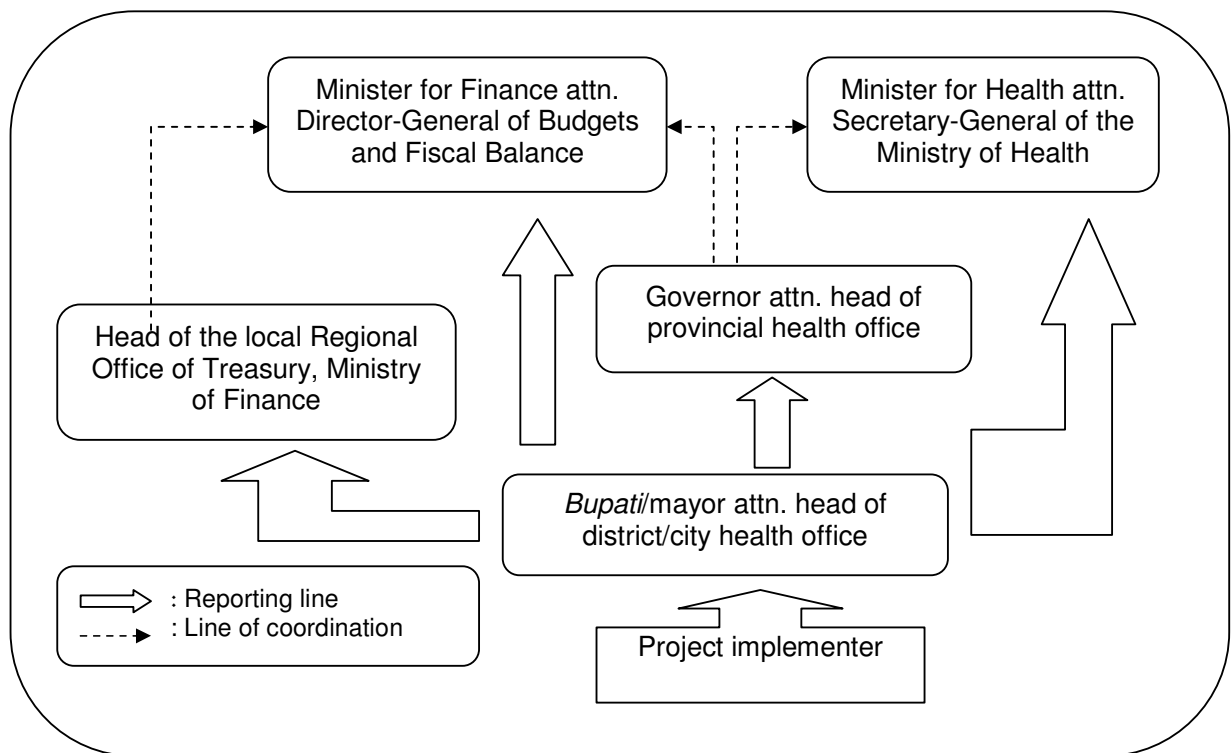 Minister for Finance attn.
Director-General of Budgets
and Fiscal Balance
Minister for Health attn.
Secretary-General of the
Ministry of Health
Governor attn. head of
provincial health office
Head of the local Regional
Office of Treasury, Ministry
of Finance
Bupati/mayor attn. head of
district/city health office
: Reporting line
: Line of coordination
Project implementer